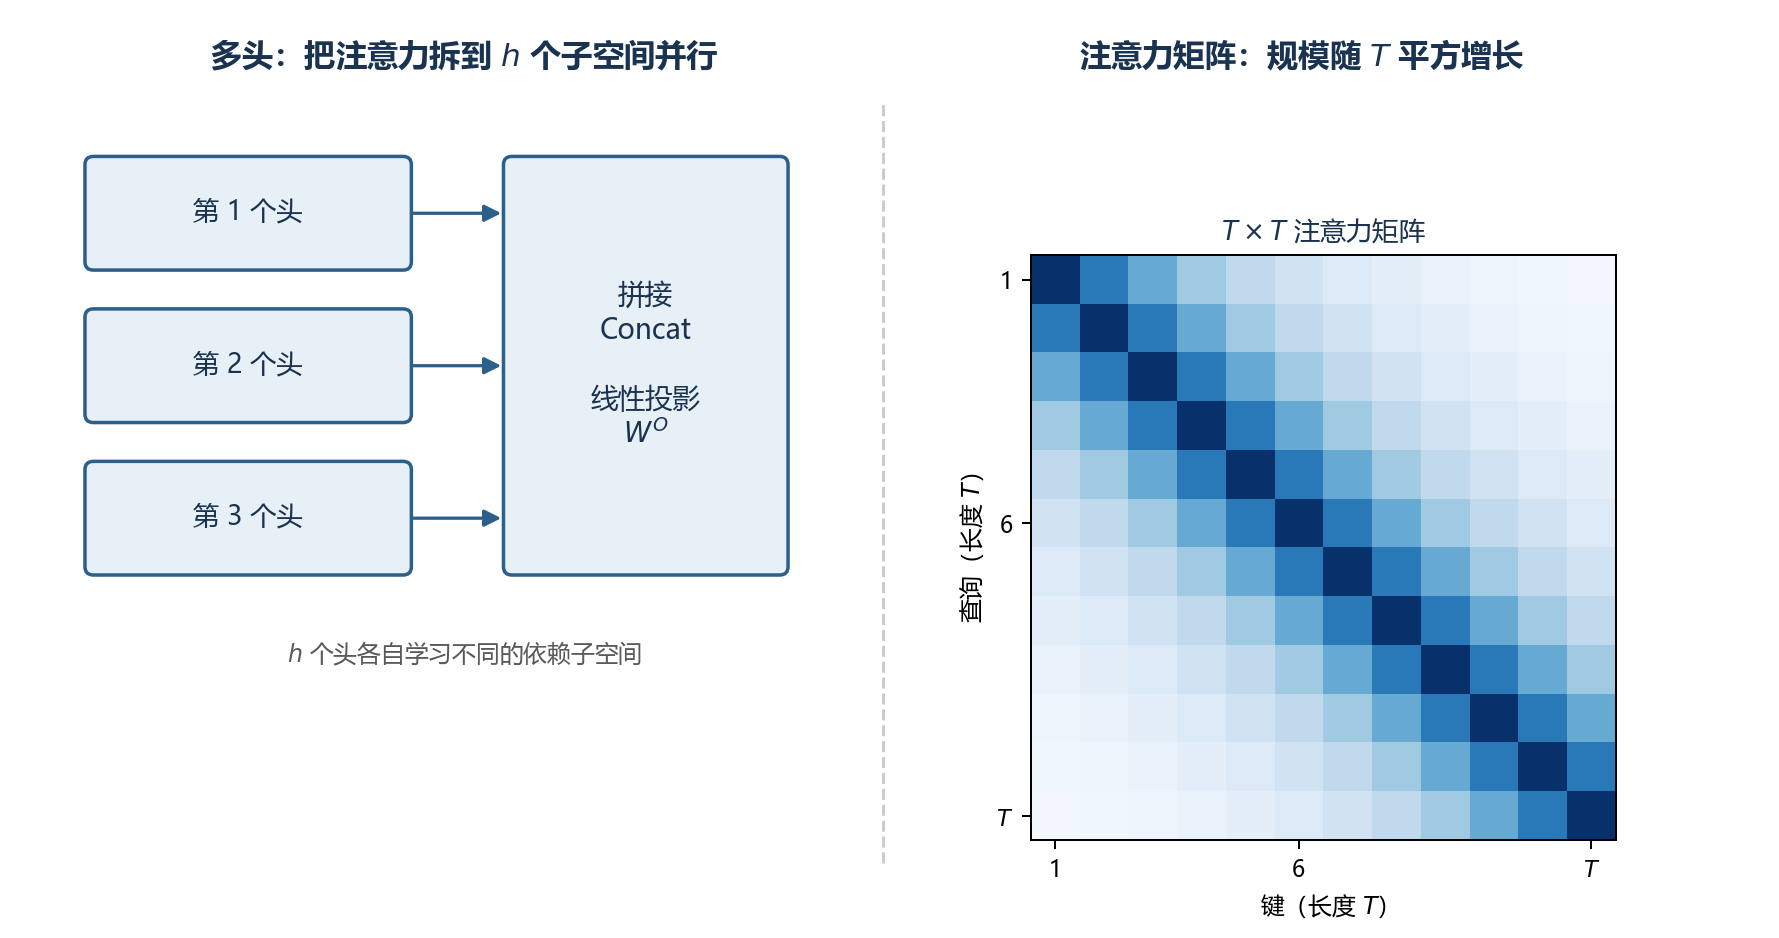 多头：把注意力拆到 h 个子空间并行
第 1 个头
第 2 个头
第 3 个头
拼接
Concat
线性投影
W^O
h 个头各自学习不同的依赖子空间
注意力矩阵：规模随 T 平方增长
T × T 注意力矩阵
查询（长度 T）
1
6
T
1
6
T
键（长度 T）